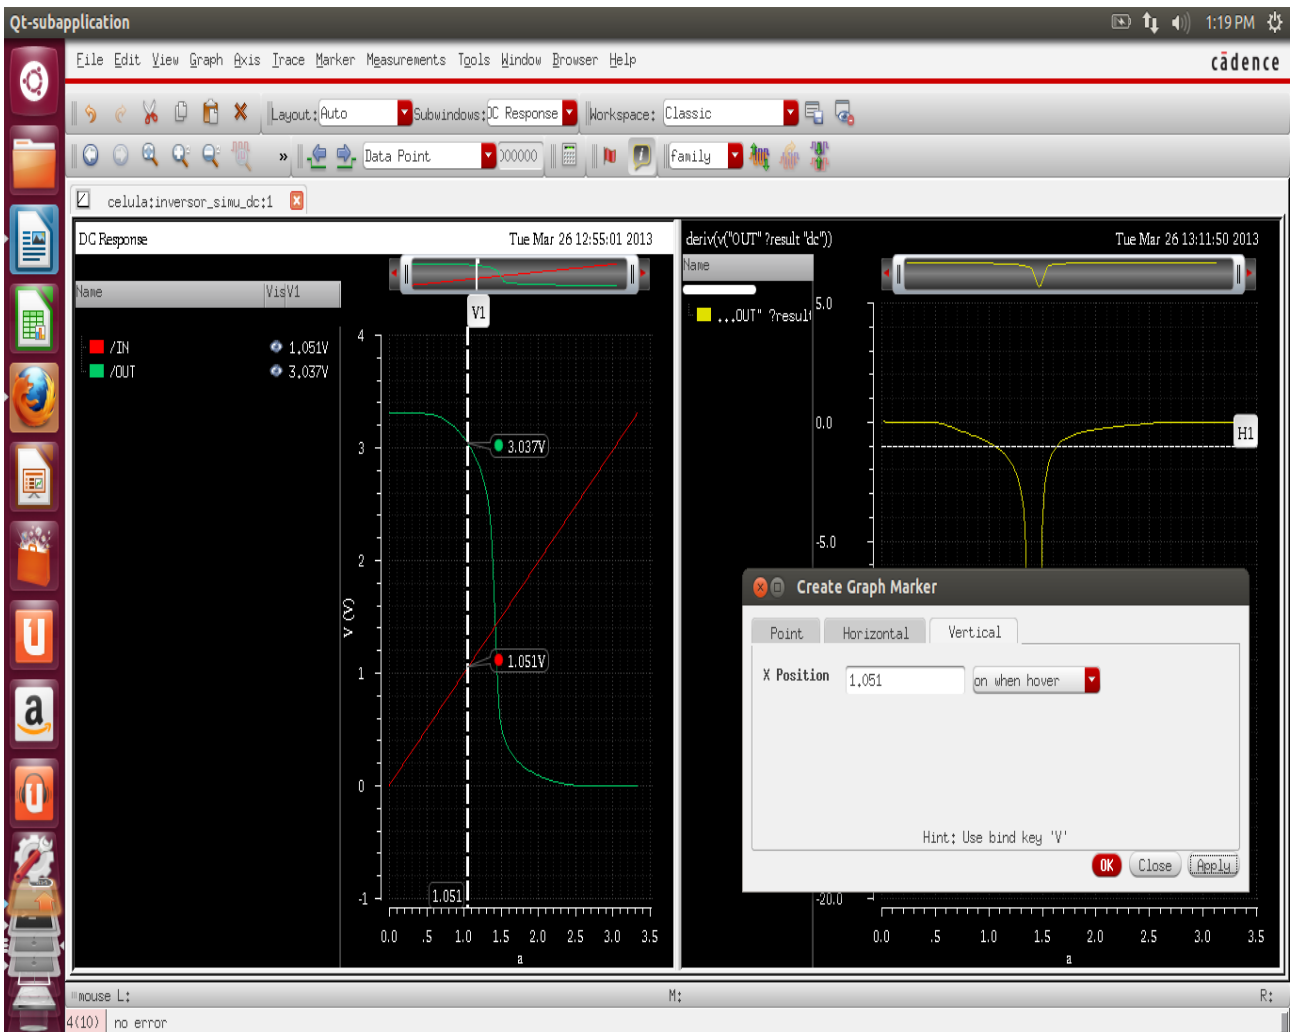 Qt-subapplication
1:19 PM
File Edit View Graph Axis Trace Marker Measurements Tools Window Browser Help
cādence
Layout: Auto Subwindows: DC Response Workspace: Classic
» Data Point 000000 family
celula:inversor_simu_dc:1
DC Response Tue Mar 26 12:55:01 2013
Name Vis V1
/IN 1.051V
/OUT 3.037V
V1
4
3
2
1
0
-1
V (V)
3.037V
1.051V
1.051
0.0 .5 1.0 1.5 2.0 2.5 3.0 3.5
a
deriv(v("OUT" ?result "dc")) Tue Mar 26 13:11:50 2013
Name
...OUT" ?result
5.0
0.0
-5.0
-20.0
H1
0.0 .5 1.0 1.5 2.0 2.5 3.0 3.5
a
Create Graph Marker
Point Horizontal Vertical
X Position 1.051 on when hover
Hint: Use bind key 'V'
OK Close Apply
mouse L: M: R:
4(10) no error